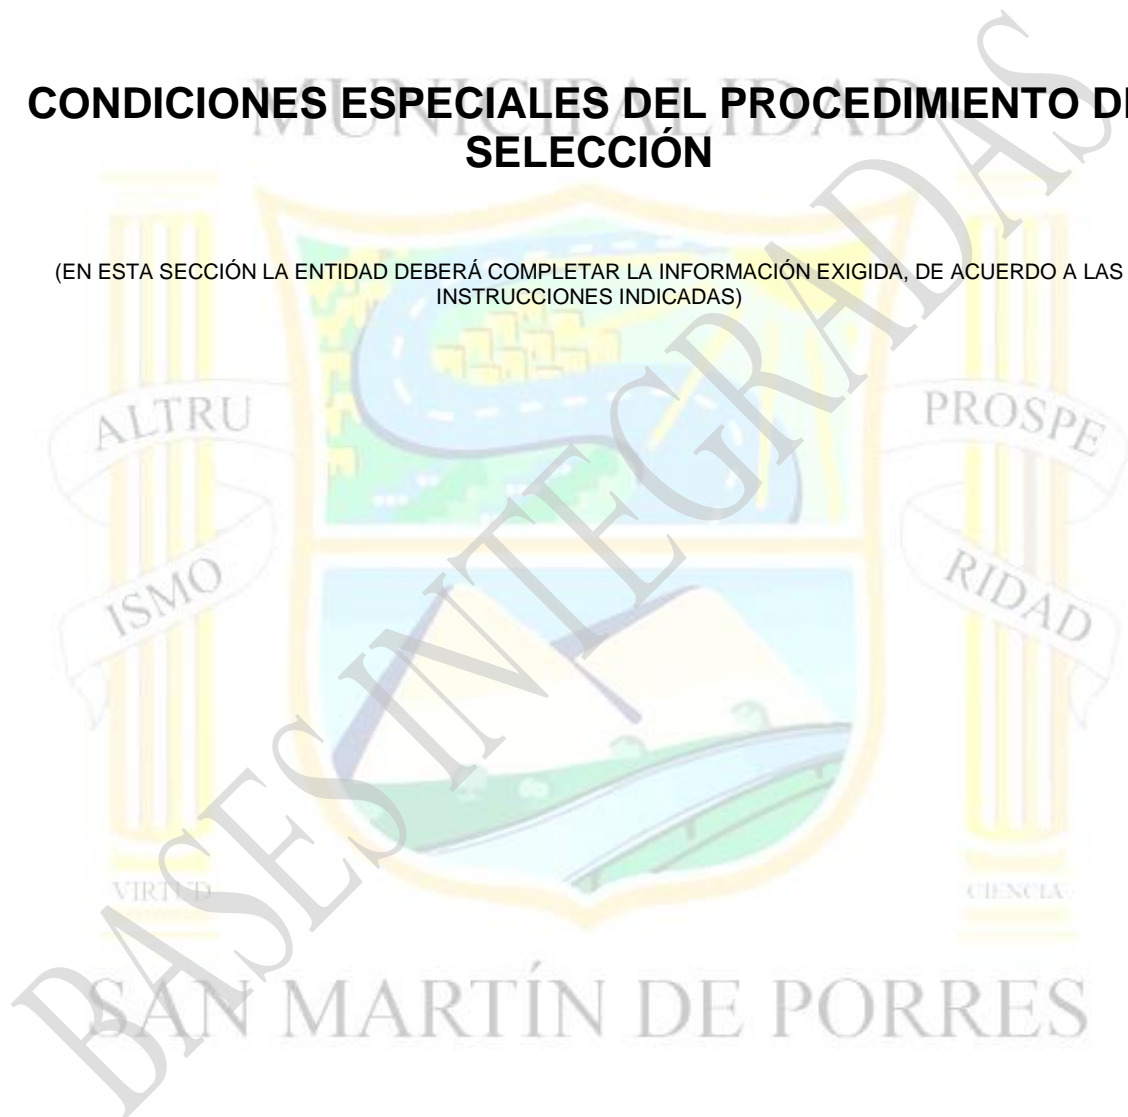 MUNICIPALIDAD
CONDICIONES ESPECIALES DEL PROCEDIMIENTO DE
SELECCIÓN
(EN ESTA SECCIÓN LA ENTIDAD DEBERÁ COMPLETAR LA INFORMACIÓN EXIGIDA, DE ACUERDO A LAS
INSTRUCCIONES INDICADAS)
ALTRU
ISMO
PROSPE
RIDAD
VIRTUD
CIENCIA
SAN MARTÍN DE PORRES
BASES INTEGRADAS